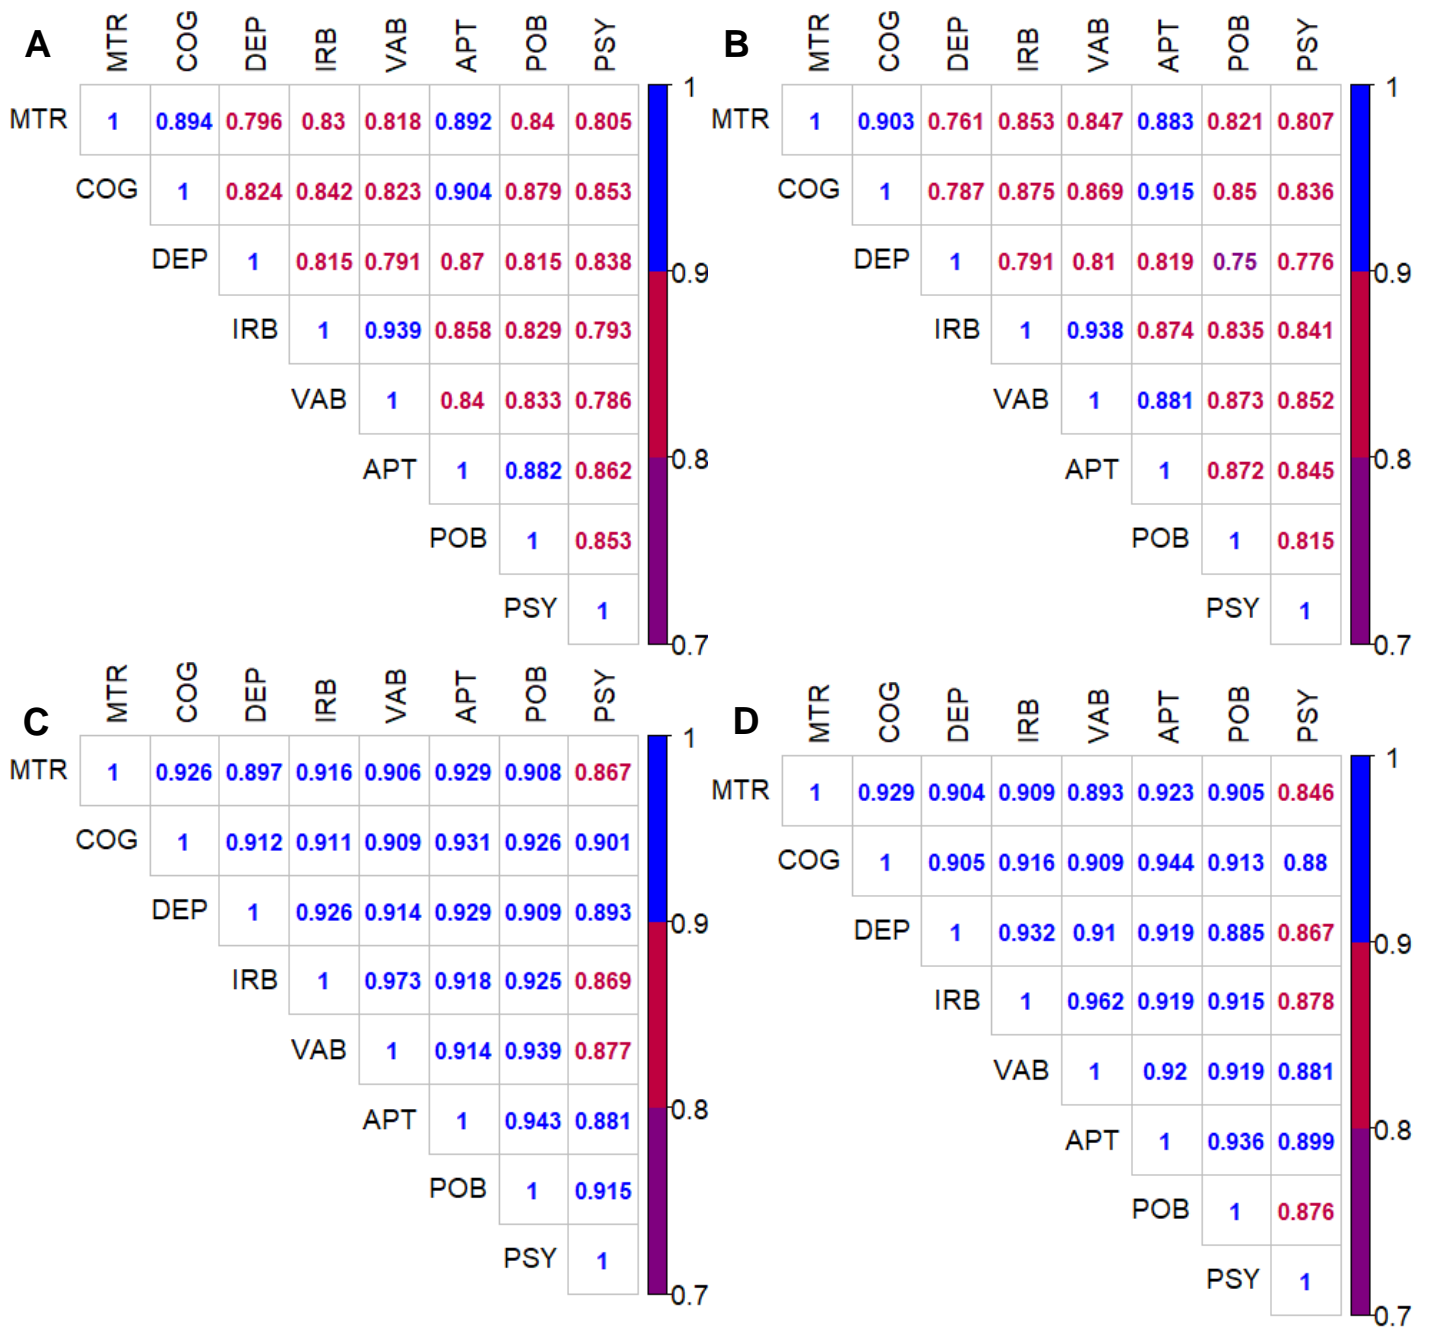 A
MTR COG DEP IRB VAB APT POB PSY
MTR 1 0.894 0.796 0.83 0.818 0.892 0.84 0.805
COG 1 0.824 0.842 0.823 0.904 0.879 0.853
DEP 1 0.815 0.791 0.87 0.815 0.838
IRB 1 0.939 0.858 0.829 0.793
VAB 1 0.84 0.833 0.786
APT 1 0.882 0.862
POB 1 0.853
PSY 1
1
0.9
0.8
0.7
B
MTR COG DEP IRB VAB APT POB PSY
MTR 1 0.903 0.761 0.853 0.847 0.883 0.821 0.807
COG 1 0.787 0.875 0.869 0.915 0.85 0.836
DEP 1 0.791 0.81 0.819 0.75 0.776
IRB 1 0.938 0.874 0.835 0.841
VAB 1 0.881 0.873 0.852
APT 1 0.872 0.845
POB 1 0.815
PSY 1
1
0.9
0.8
0.7
C
MTR COG DEP IRB VAB APT POB PSY
MTR 1 0.926 0.897 0.916 0.906 0.929 0.908 0.867
COG 1 0.912 0.911 0.909 0.931 0.926 0.901
DEP 1 0.926 0.914 0.929 0.909 0.893
IRB 1 0.973 0.918 0.925 0.869
VAB 1 0.914 0.939 0.877
APT 1 0.943 0.881
POB 1 0.915
PSY 1
1
0.9
0.8
0.7
D
MTR COG DEP IRB VAB APT POB PSY
MTR 1 0.929 0.904 0.909 0.893 0.923 0.905 0.846
COG 1 0.905 0.916 0.909 0.944 0.913 0.88
DEP 1 0.932 0.91 0.919 0.885 0.867
IRB 1 0.962 0.919 0.915 0.878
VAB 1 0.92 0.919 0.881
APT 1 0.936 0.899
POB 1 0.876
PSY 1
1
0.9
0.8
0.7